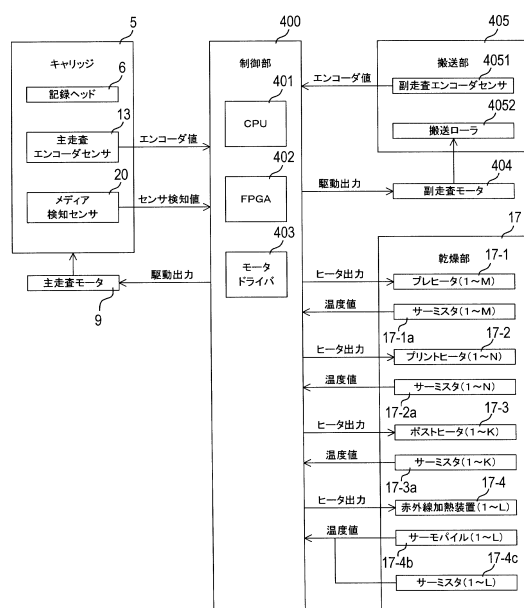 5
キャリッジ
6
記録ヘッド
13
主走査
エンコーダセンサ
20
メディア
検知センサ
主走査モータ
9
エンコーダ値
センサ検知値
駆動出力
400
制御部
401
CPU
402
FPGA
403
モータ
ドライバ
405
搬送部
4051
エンコーダ値
副走査エンコーダセンサ
4052
搬送ローラ
404
駆動出力
副走査モータ
17
乾燥部
17-1
ヒータ出力
プレヒータ(1~M)
温度値
サーミスタ(1~M)
17-1a
17-2
ヒータ出力
プリントヒータ(1~N)
温度値
サーミスタ(1~N)
17-2a
17-3
ヒータ出力
ポストヒータ(1~K)
温度値
サーミスタ(1~K)
17-3a
17-4
ヒータ出力
赤外線加熱装置(1~L)
温度値
サーモパイル(1~L)
17-4b
17-4c
サーミスタ(1~L)